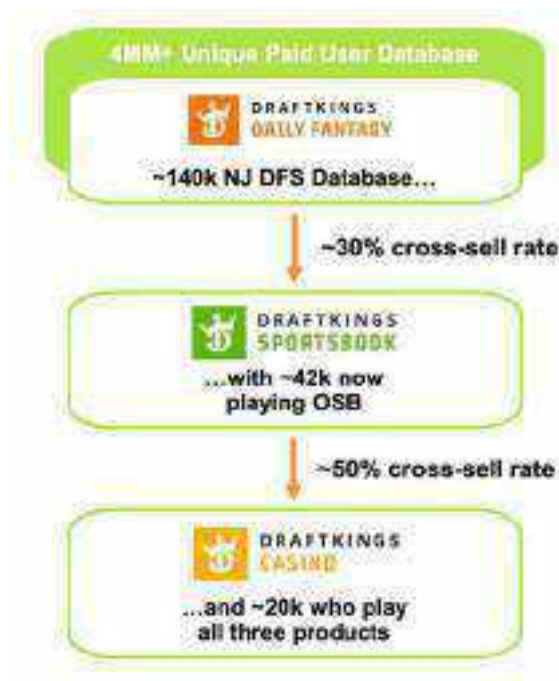 4MM+ Unique Paid User Database
DRAFTKINGS
DAILY FANTASY
~140k NJ DFS Database...
~30% cross-sell rate
DRAFTKINGS
SPORTSBOOK
...with ~42k now
playing OSB
~50% cross-sell rate
DRAFTKINGS
CASINO
...and ~20k who play
all three products